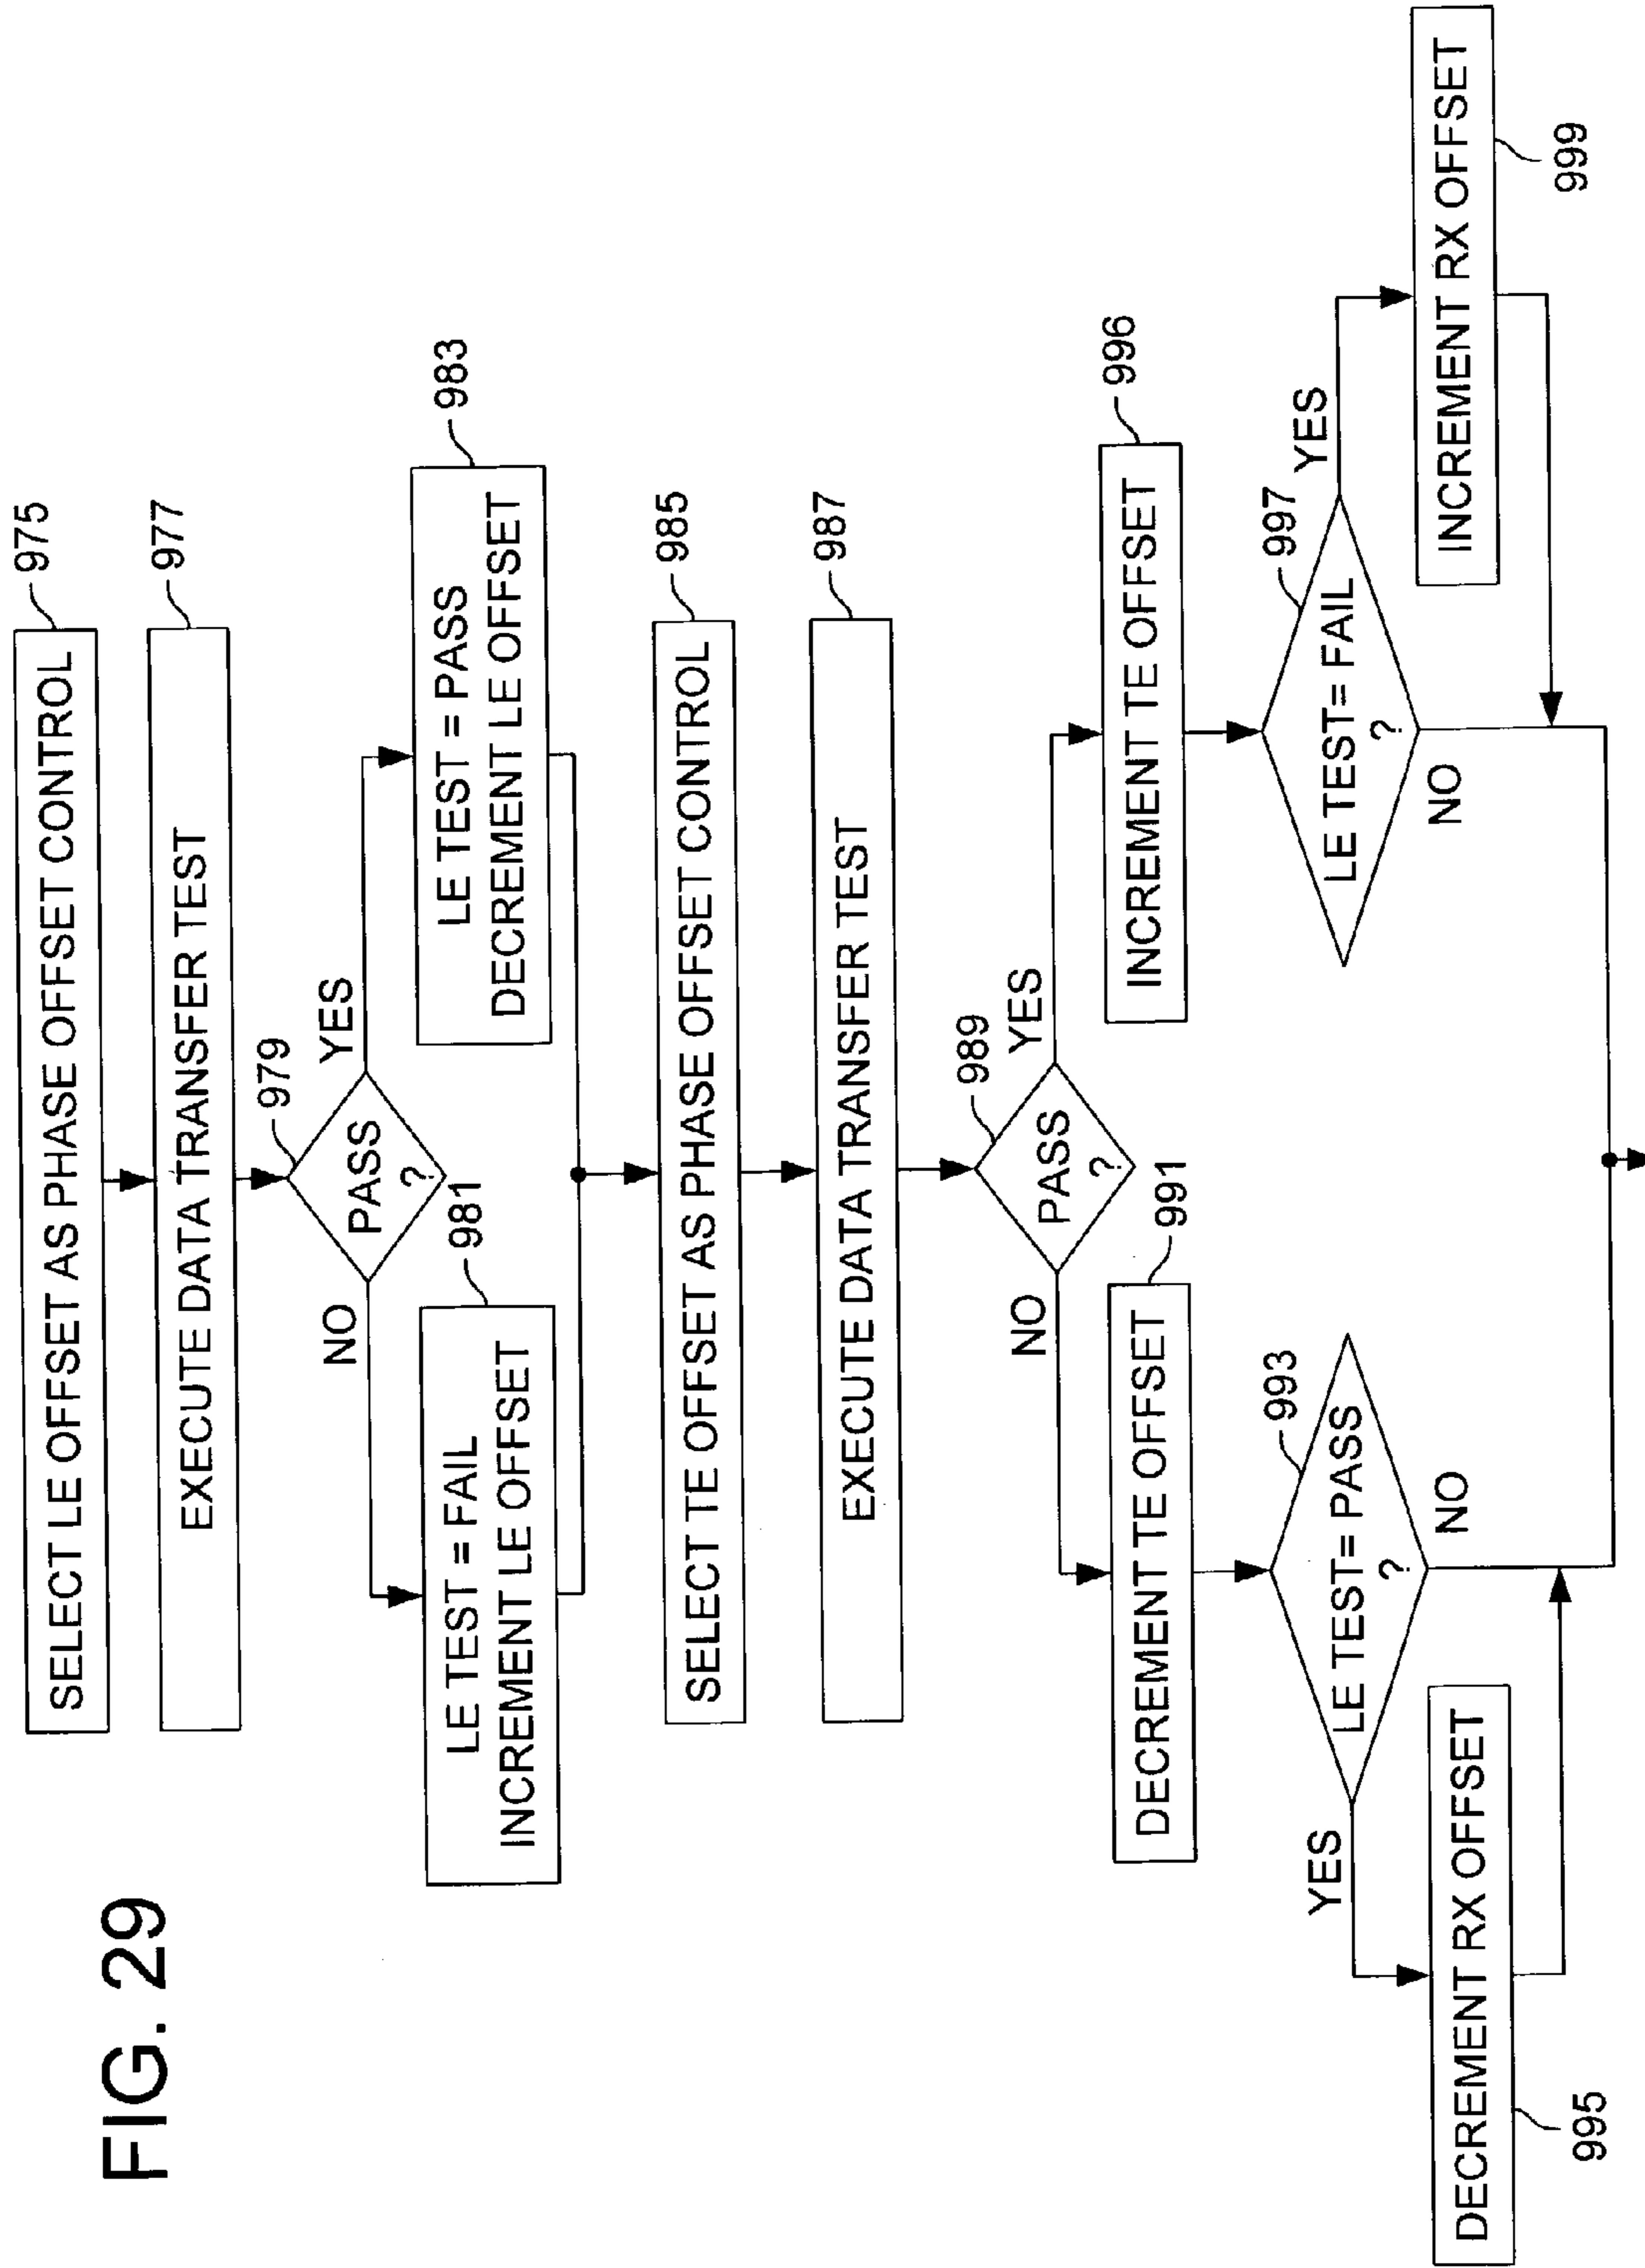 FIG. 29
SELECT LE OFFSET AS PHASE OFFSET CONTROL
975
EXECUTE DATA TRANSFER TEST
977
979
PASS
?
NO
YES
981
LE TEST = FAIL
INCREMENT LE OFFSET
983
LE TEST = PASS
DECREMENT LE OFFSET
SELECT TE OFFSET AS PHASE OFFSET CONTROL
985
EXECUTE DATA TRANSFER TEST
987
989
PASS
?
NO
YES
991
DECREMENT TE OFFSET
INCREMENT TE OFFSET
996
993
LE TEST= PASS
?
YES
NO
997
LE TEST= FAIL
?
NO
YES
DECREMENT RX OFFSET
995
INCREMENT RX OFFSET
999